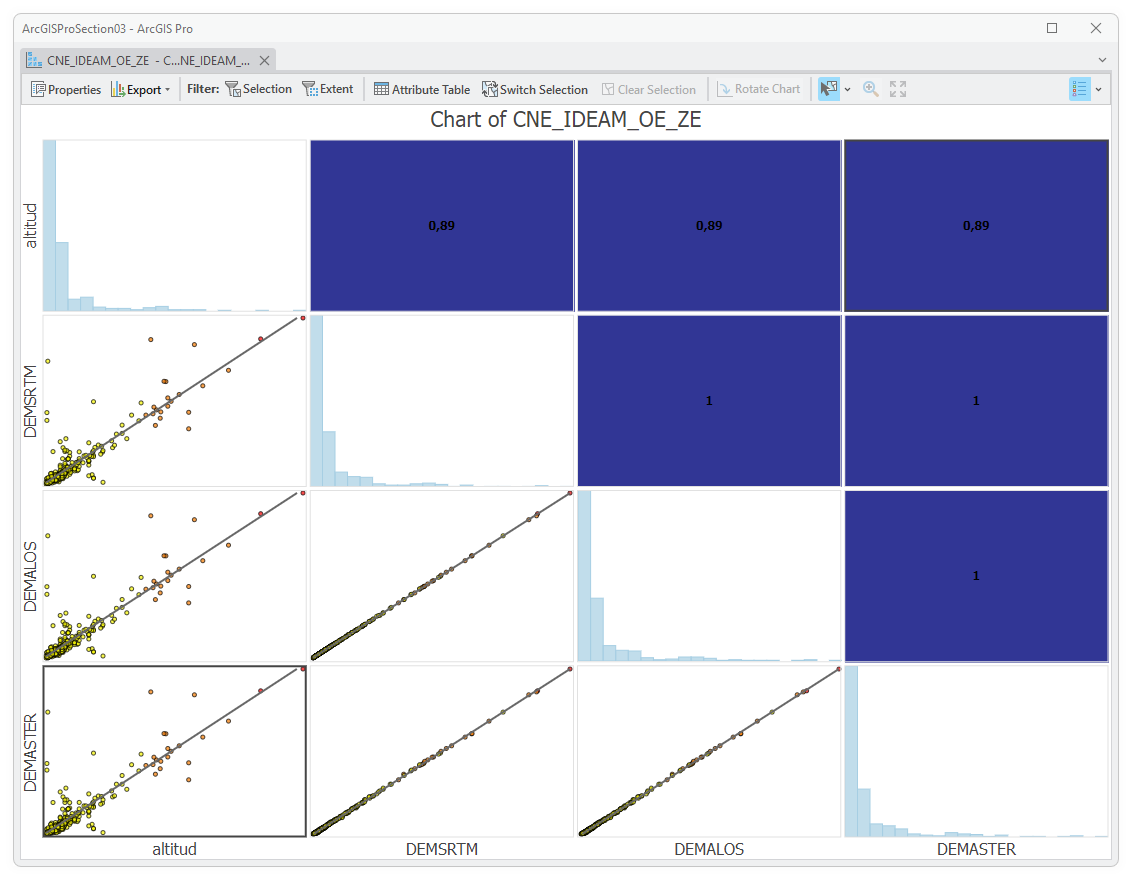 ArcGISProSection03 - ArcGIS Pro
CNE_IDEAM_OE_ZE - C...NE_IDEAM_...
Properties Export Filter: Selection Extent Attribute Table Switch Selection Clear Selection Rotate Chart
Chart of CNE_IDEAM_OE_ZE
altitud
0,89 0,89 0,89
DEMSRTM
1 1
DEMALOS
1
DEMASTER
altitud DEMSRTM DEMALOS DEMASTER